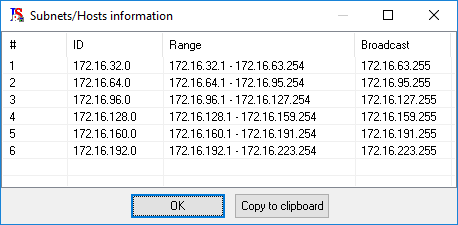 Subnets/Hosts information
# ID Range Broadcast
1 172.16.32.0 172.16.32.1 - 172.16.63.254 172.16.63.255
2 172.16.64.0 172.16.64.1 - 172.16.95.254 172.16.95.255
3 172.16.96.0 172.16.96.1 - 172.16.127.254 172.16.127.255
4 172.16.128.0 172.16.128.1 - 172.16.159.254 172.16.159.255
5 172.16.160.0 172.16.160.1 - 172.16.191.254 172.16.191.255
6 172.16.192.0 172.16.192.1 - 172.16.223.254 172.16.223.255
OK Copy to clipboard